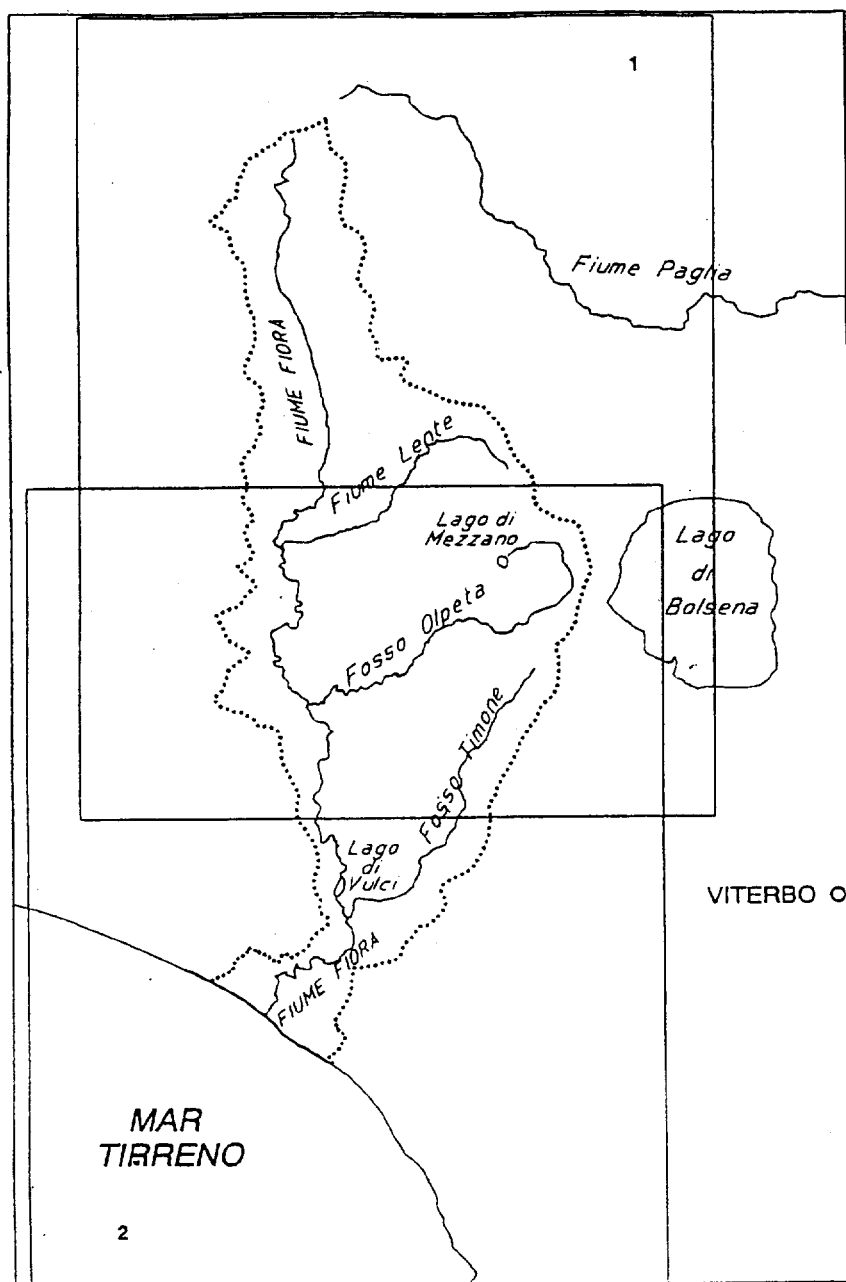 1
Fiume Paglia
FIUME FIORA
Fiume Lente
Lago di
Mezzano
Lago
di
Bolsena
Fosso Olpeta
Fosso Timone
Lago
di
Vulci
VITERBO
FIUME FIORA
MAR
TIRRENO
2